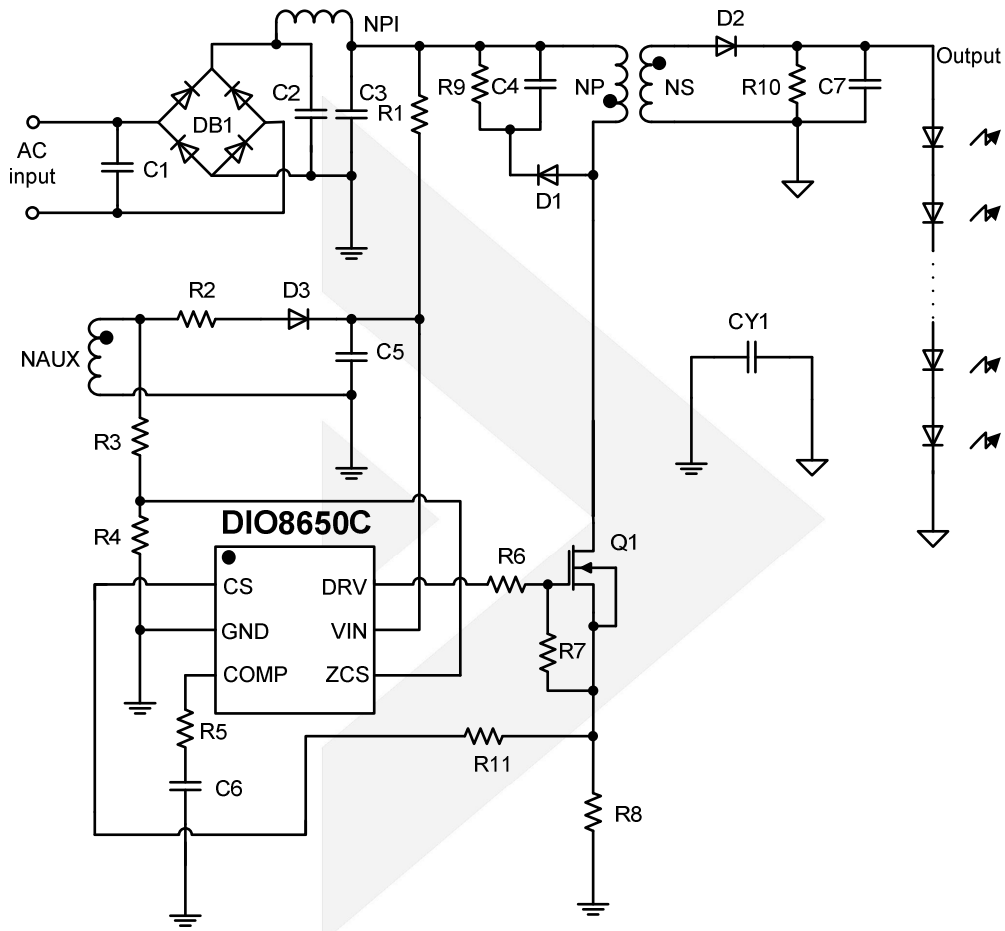 NPI
D2
Output
C2
C3
R1
R9
C4
NP
NS
R10
C7
DB1
AC
input
C1
D1
R2
D3
NAUX
C5
CY1
R3
R4
DIO8650C
Q1
R6
CS
DRV
GND
VIN
R7
COMP
ZCS
R5
R11
C6
R8